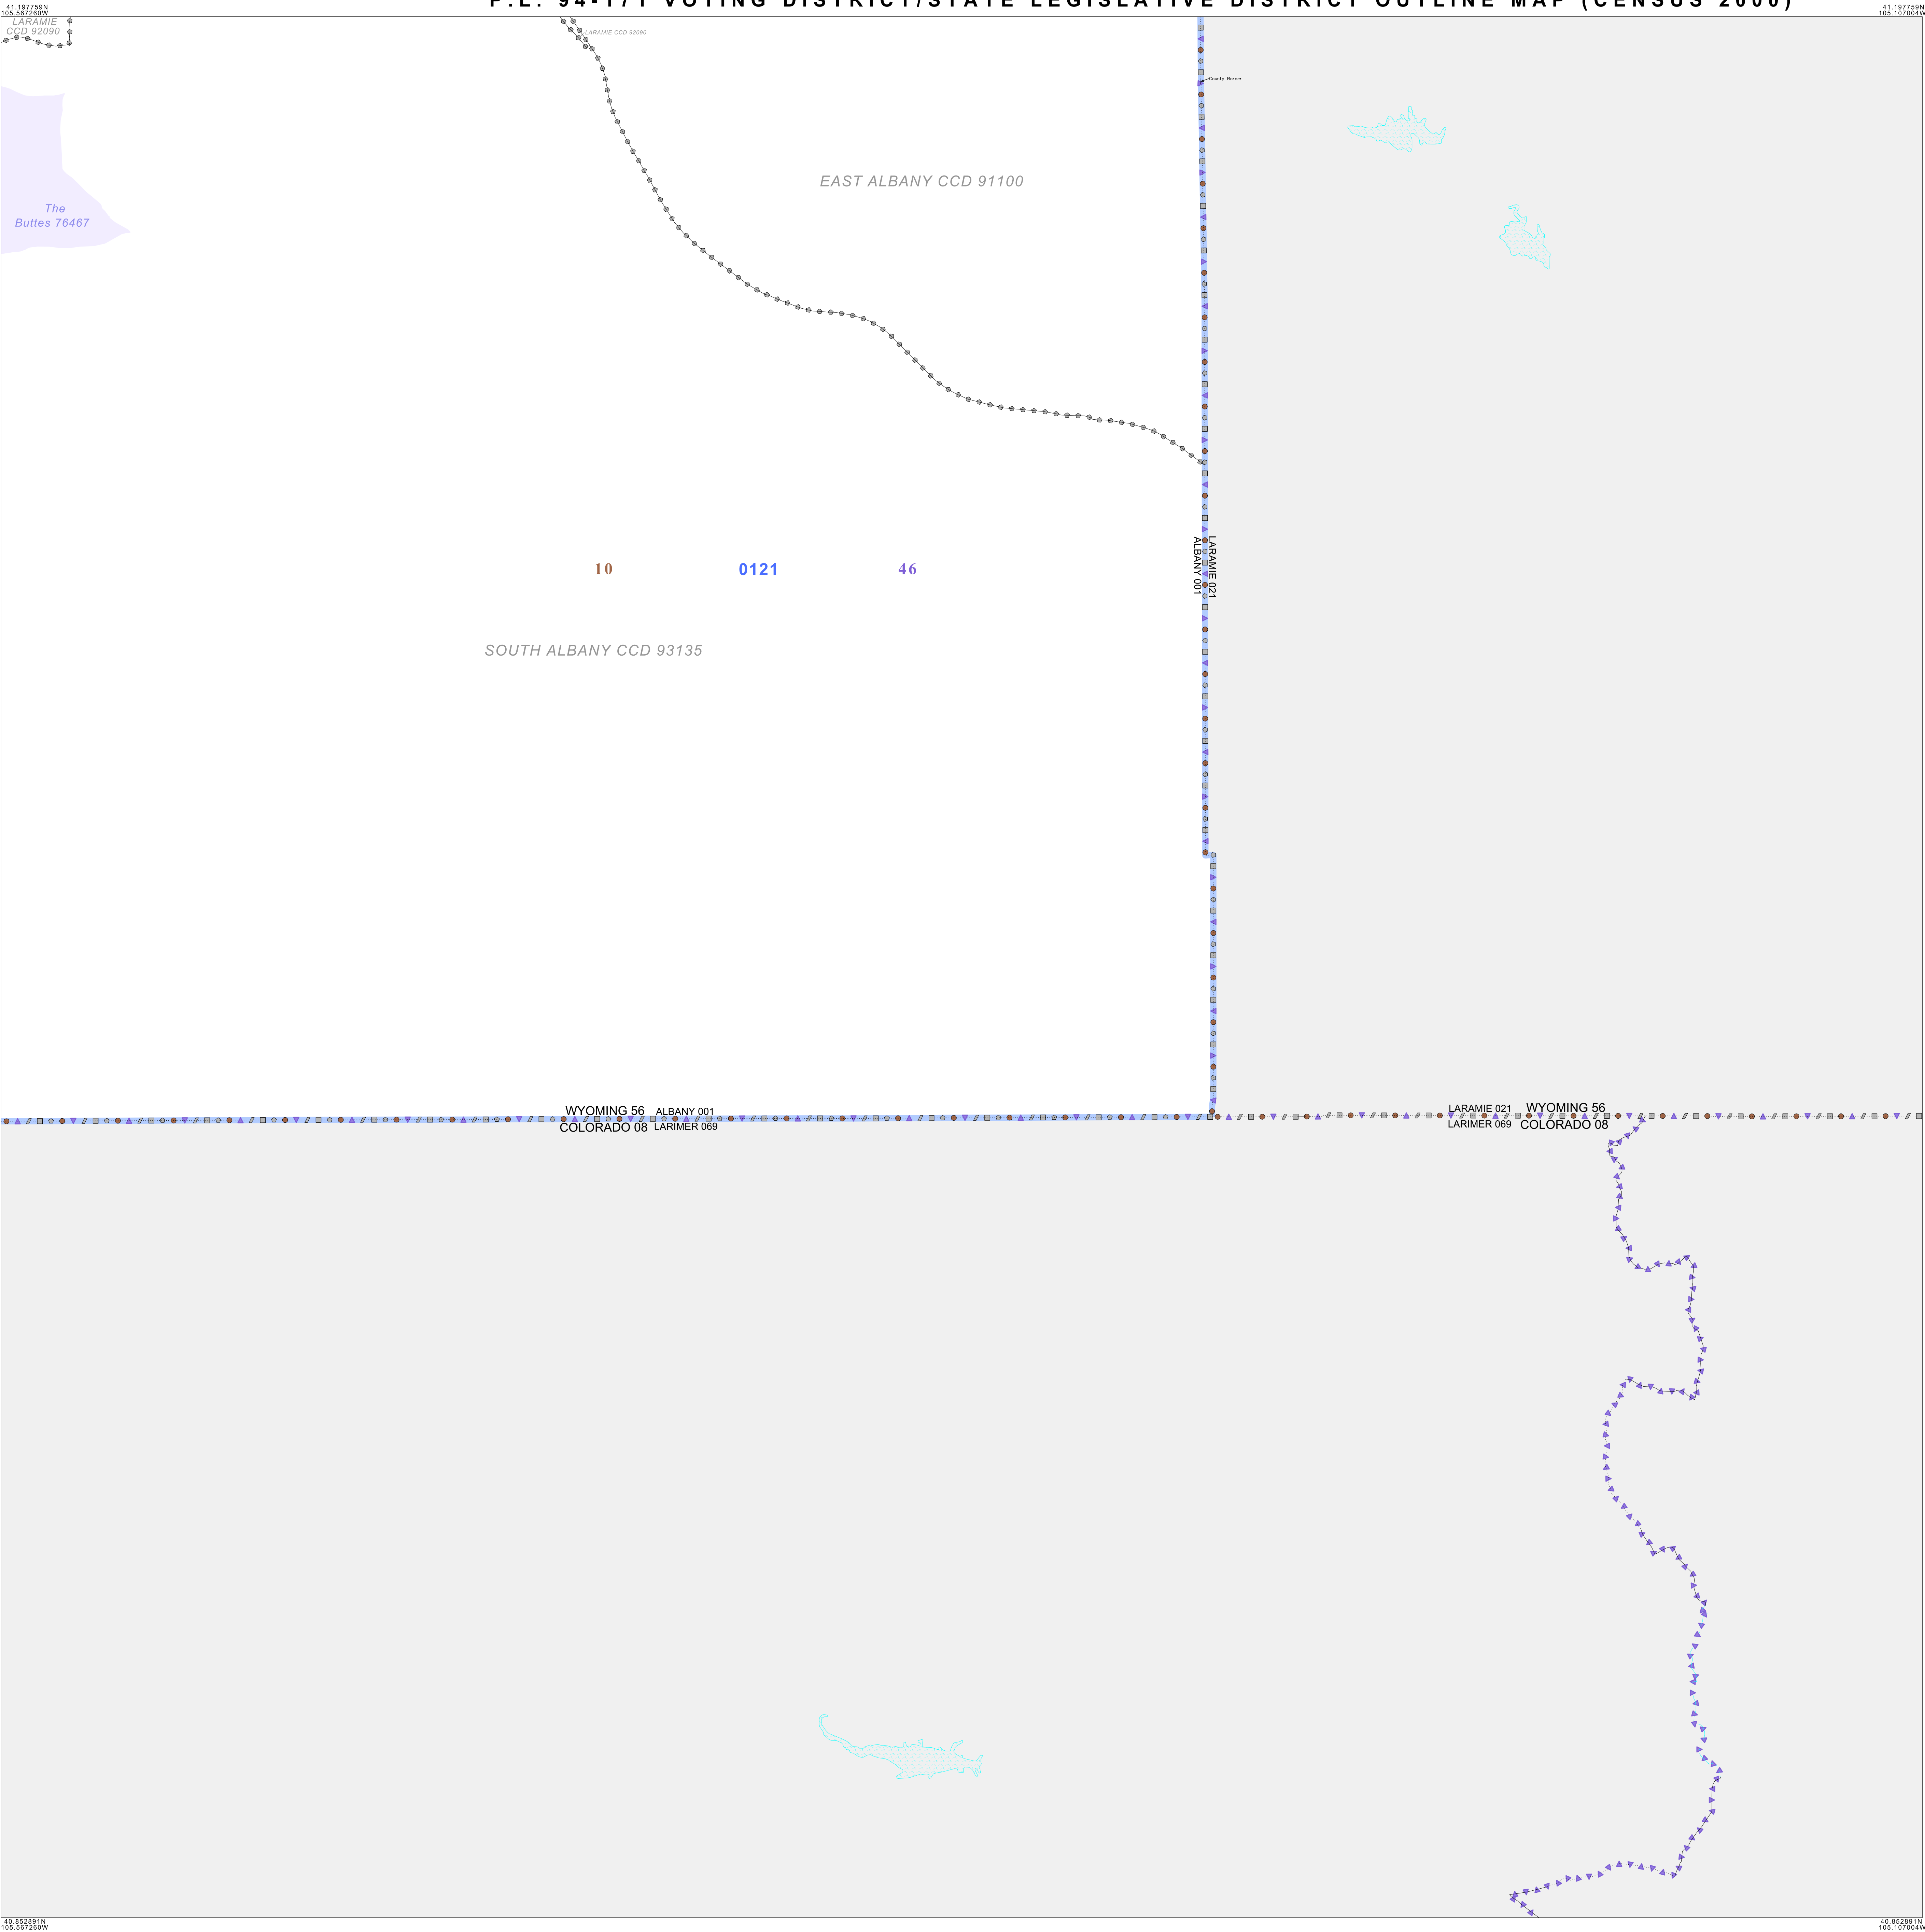 P.L. 94-171 VOTING DISTRICT/STATE LEGISLATIVE DISTRICT OUTLINE MAP (CENSUS 2000)
41.197759N
105.567260W
41.197759N
105.107004W
LARAMIE
CCD 92090
LARAMIE CCD 92090
County Border
EAST ALBANY CCD 91100
The
Buttes 76467
10
0121
46
LARAMIE 021
ALBANY 001
SOUTH ALBANY CCD 93135
WYOMING 56 ALBANY 001
COLORADO 08 LARIMER 069
LARAMIE 021 WYOMING 56
LARIMER 069 COLORADO 08
40.852891N
105.567260W
40.852891N
105.107004W